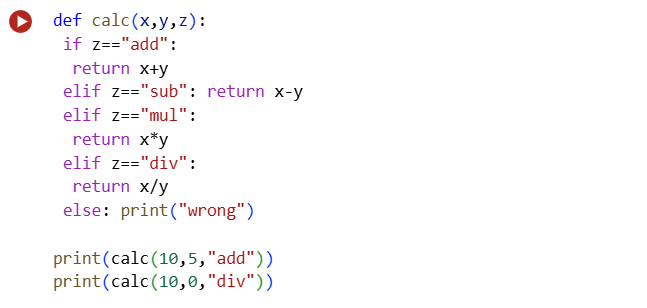 def calc(x,y,z):
 if z=="add":
  return x+y
 elif z=="sub": return x-y
 elif z=="mul":
  return x*y
 elif z=="div":
  return x/y
 else: print("wrong")

print(calc(10,5,"add"))
print(calc(10,0,"div"))